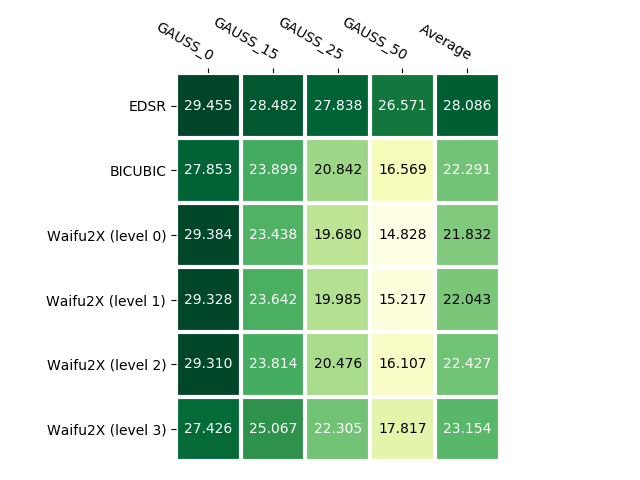 GAUSS_0 GAUSS_15 GAUSS_25 GAUSS_50 Average
EDSR 29.455 28.482 27.838 26.571 28.086
BICUBIC 27.853 23.899 20.842 16.569 22.291
Waifu2X (level 0) 29.384 23.438 19.680 14.828 21.832
Waifu2X (level 1) 29.328 23.642 19.985 15.217 22.043
Waifu2X (level 2) 29.310 23.814 20.476 16.107 22.427
Waifu2X (level 3) 27.426 25.067 22.305 17.817 23.154